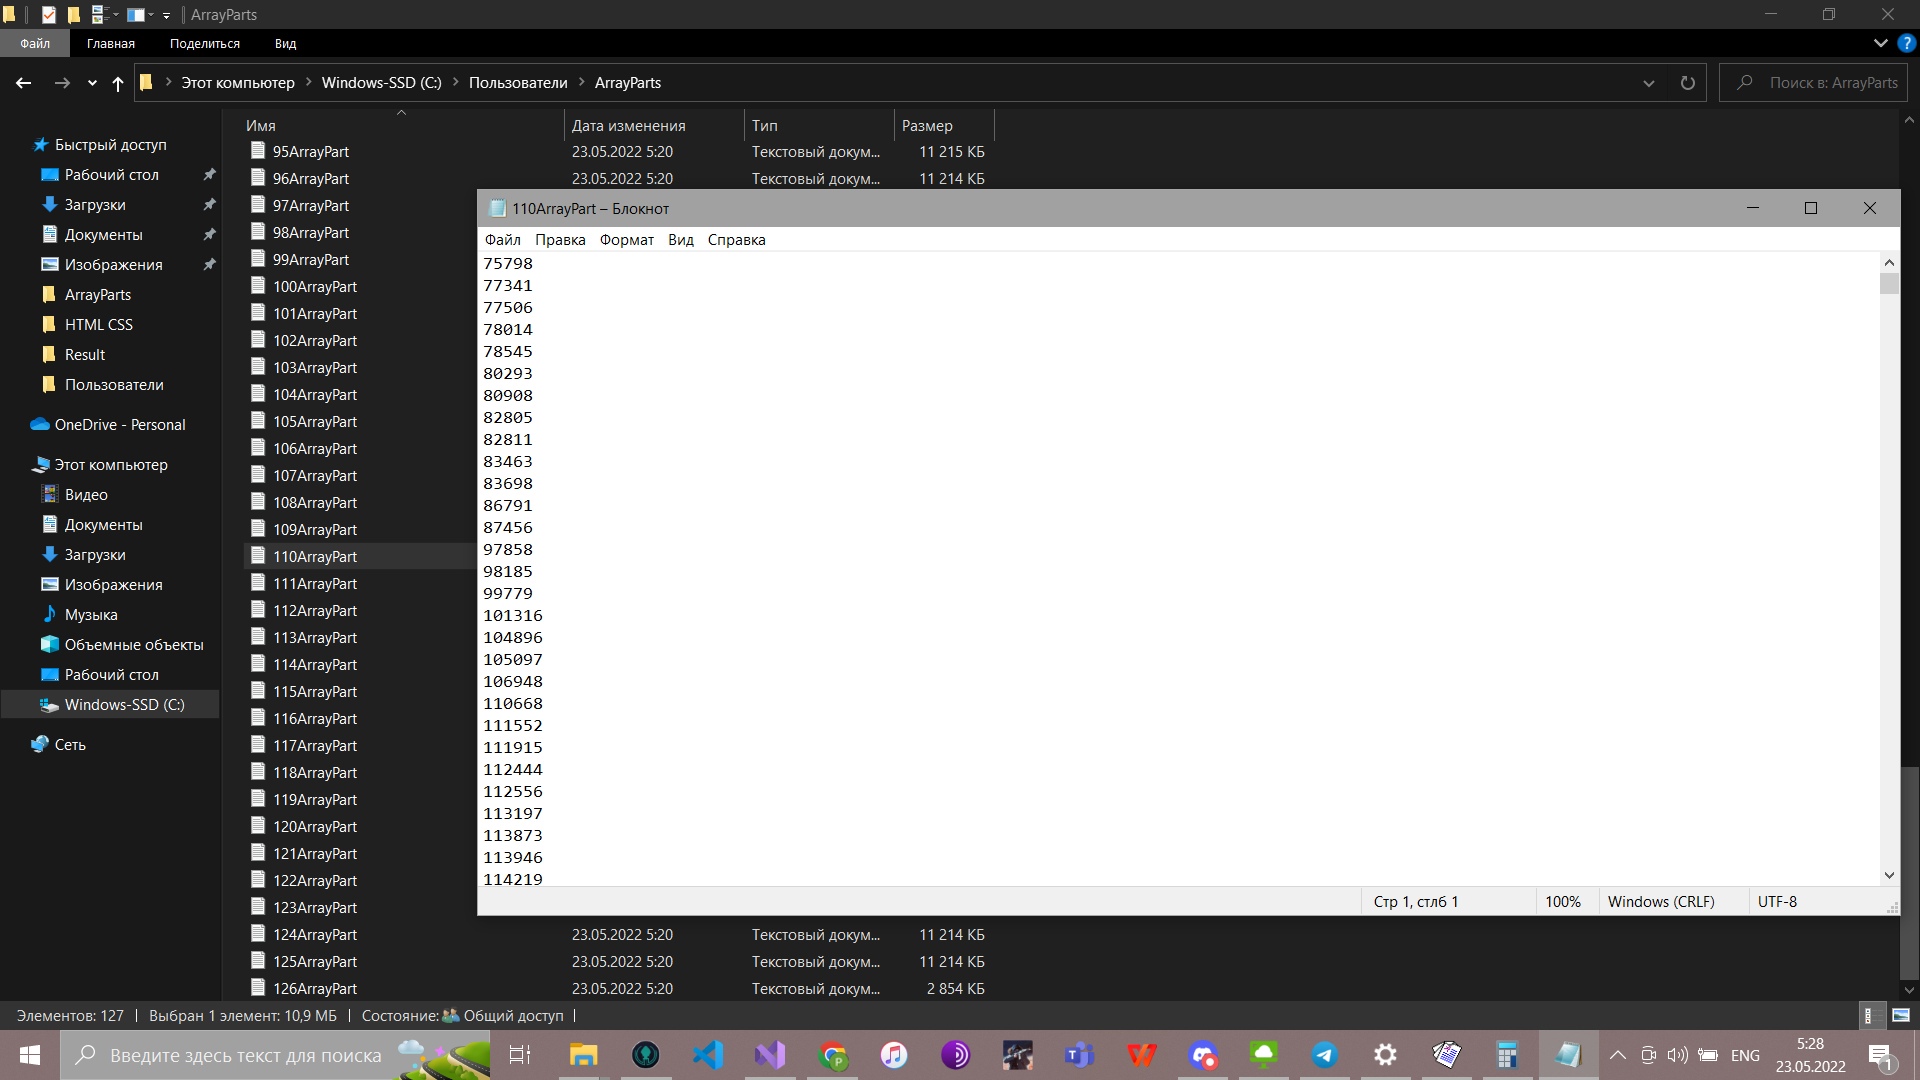 ArrayParts
Файл Главная Поделиться Вид
Этот компьютер Windows-SSD (C:) Пользователи ArrayParts
Поиск в: ArrayParts
Имя Дата изменения Тип Размер
Быстрый доступ
Рабочий стол
Загрузки
Документы
Изображения
ArrayParts
HTML CSS
Result
Пользователи
OneDrive - Personal
Этот компьютер
Видео
Документы
Загрузки
Изображения
Музыка
Объемные объекты
Рабочий стол
Windows-SSD (C:)
Сеть
95ArrayPart 23.05.2022 5:20 Текстовый докум... 11 215 КБ
96ArrayPart 23.05.2022 5:20 Текстовый докум... 11 214 КБ
97ArrayPart
98ArrayPart
99ArrayPart
100ArrayPart
101ArrayPart
102ArrayPart
103ArrayPart
104ArrayPart
105ArrayPart
106ArrayPart
107ArrayPart
108ArrayPart
109ArrayPart
110ArrayPart
111ArrayPart
112ArrayPart
113ArrayPart
114ArrayPart
115ArrayPart
116ArrayPart
117ArrayPart
118ArrayPart
119ArrayPart
120ArrayPart
121ArrayPart
122ArrayPart
123ArrayPart
124ArrayPart 23.05.2022 5:20 Текстовый докум... 11 214 КБ
125ArrayPart 23.05.2022 5:20 Текстовый докум... 11 214 КБ
126ArrayPart 23.05.2022 5:20 Текстовый докум... 2 854 КБ
110ArrayPart – Блокнот
Файл Правка Формат Вид Справка
75798
77341
77506
78014
78545
80293
80908
82805
82811
83463
83698
86791
87456
97858
98185
99779
101316
104896
105097
106948
110668
111552
111915
112444
112556
113197
113873
113946
114219
Стр 1, стлб 1 100% Windows (CRLF) UTF-8
Элементов: 127 Выбран 1 элемент: 10,9 МБ Состояние: Общий доступ
Введите здесь текст для поиска
ENG
5:28
23.05.2022
1